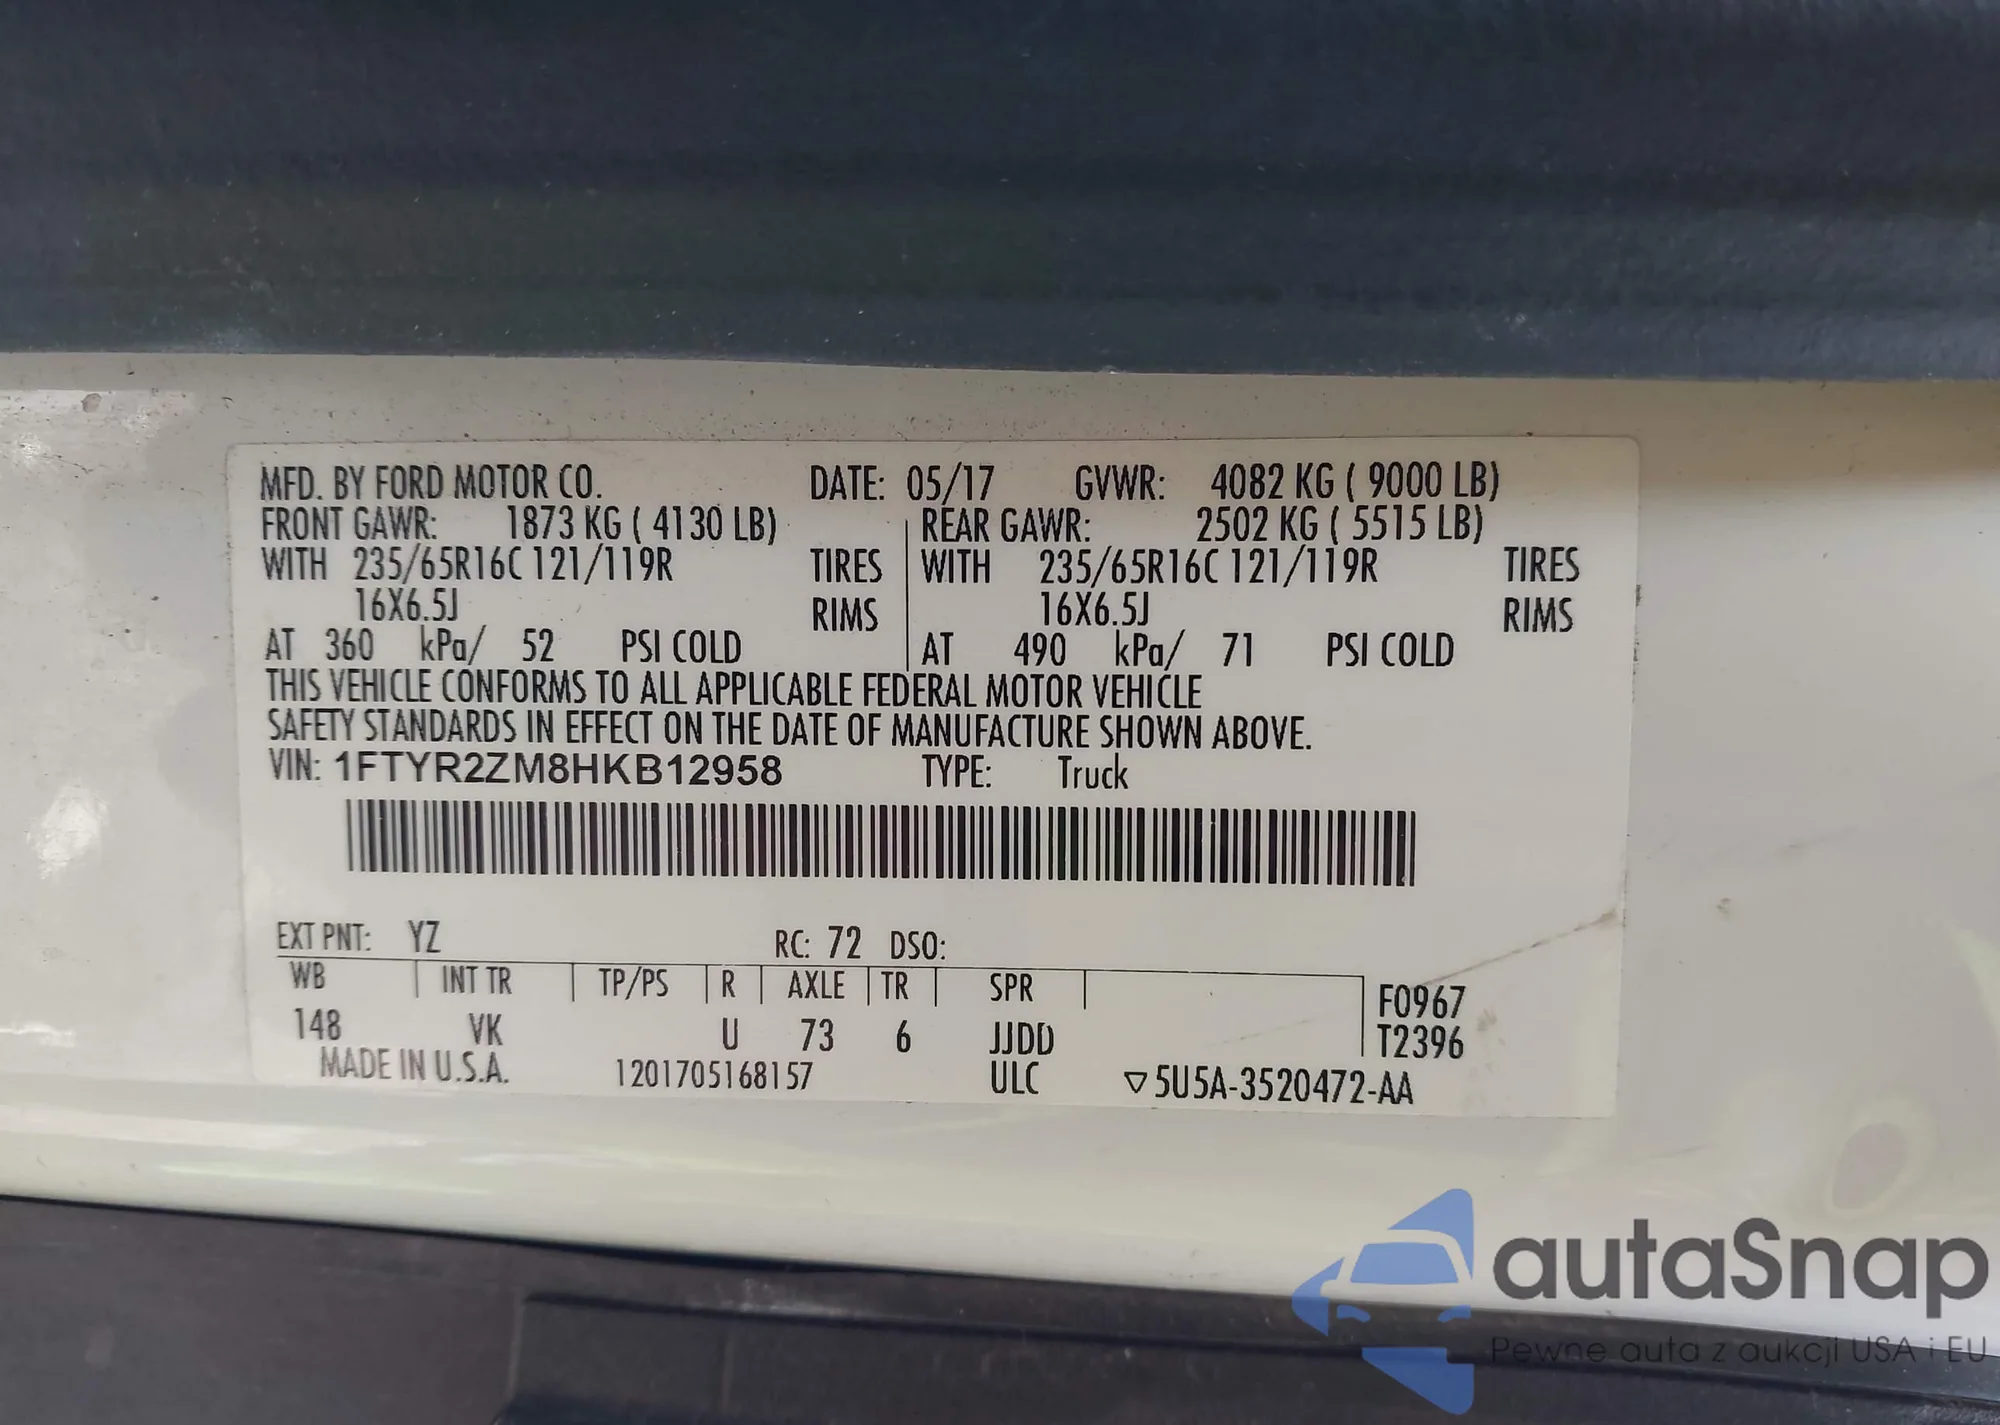 MFD. BY FORD MOTOR CO. DATE: 05/17 GVWR: 4082 KG ( 9000 LB)
FRONT GAWR: 1873 KG ( 4130 LB) REAR GAWR: 2502 KG ( 5515 LB)
WITH 235/65R16C 121/119R TIRES WITH 235/65R16C 121/119R TIRES
16X6.5J RIMS 16X6.5J RIMS
AT 360 kPa/ 52 PSI COLD AT 490 kPa/ 71 PSI COLD
THIS VEHICLE CONFORMS TO ALL APPLICABLE FEDERAL MOTOR VEHICLE
SAFETY STANDARDS IN EFFECT ON THE DATE OF MANUFACTURE SHOWN ABOVE.
VIN: 1FTYR2ZM8HKB12958 TYPE: Truck
EXT PNT: YZ RC: 72 DSO:
WB INT TR TP/PS R AXLE TR SPR F0967
148 VK U 73 6 JJDD T2396
MADE IN U.S.A. 1201705168157 ULC ▽5U5A-3520472-AA
autaSnap
Pewne auta z aukcji USA i EU